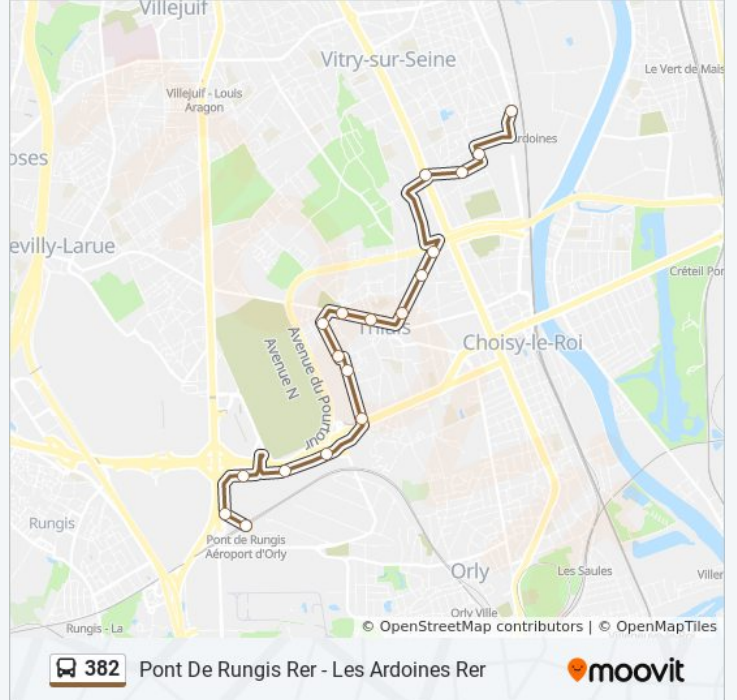 Villejuif
Vitry-sur-Seine
Le Vert de Mais
Villejuif - Louis
Aragon
rdoines
oses
evilly-Larue
Créteil Por
Thiais
Choisy-le-Roi
Avenue N
Avenue du Pourtour
Rungis
Pont de Rungis
Aéroport d'Orly
Orly
Les Saules
Viller
Orly Ville
Rungis - La
© OpenStreetMap contributors | © OpenMapTiles
382 Pont De Rungis Rer - Les Ardoines Rer
moovit